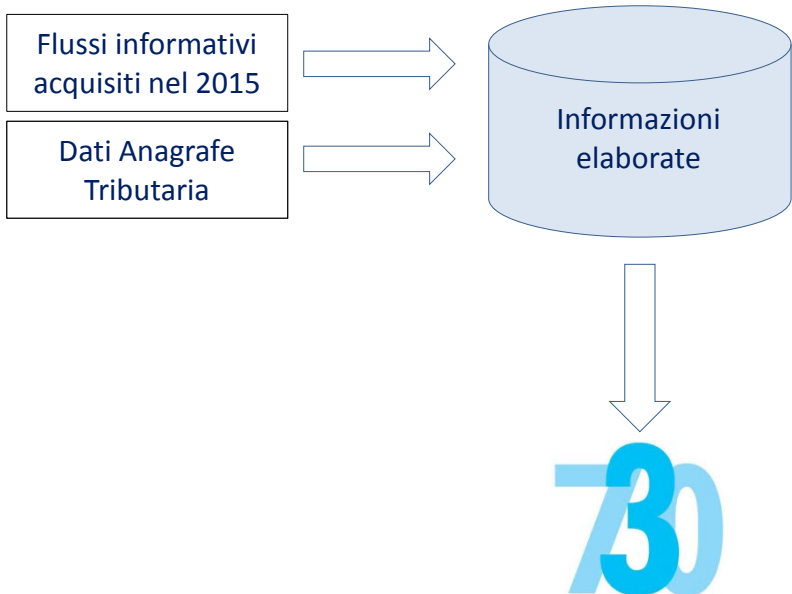 Flussi informativi
acquisiti nel 2015
Dati Anagrafe
Tributaria
Informazioni
elaborate
730